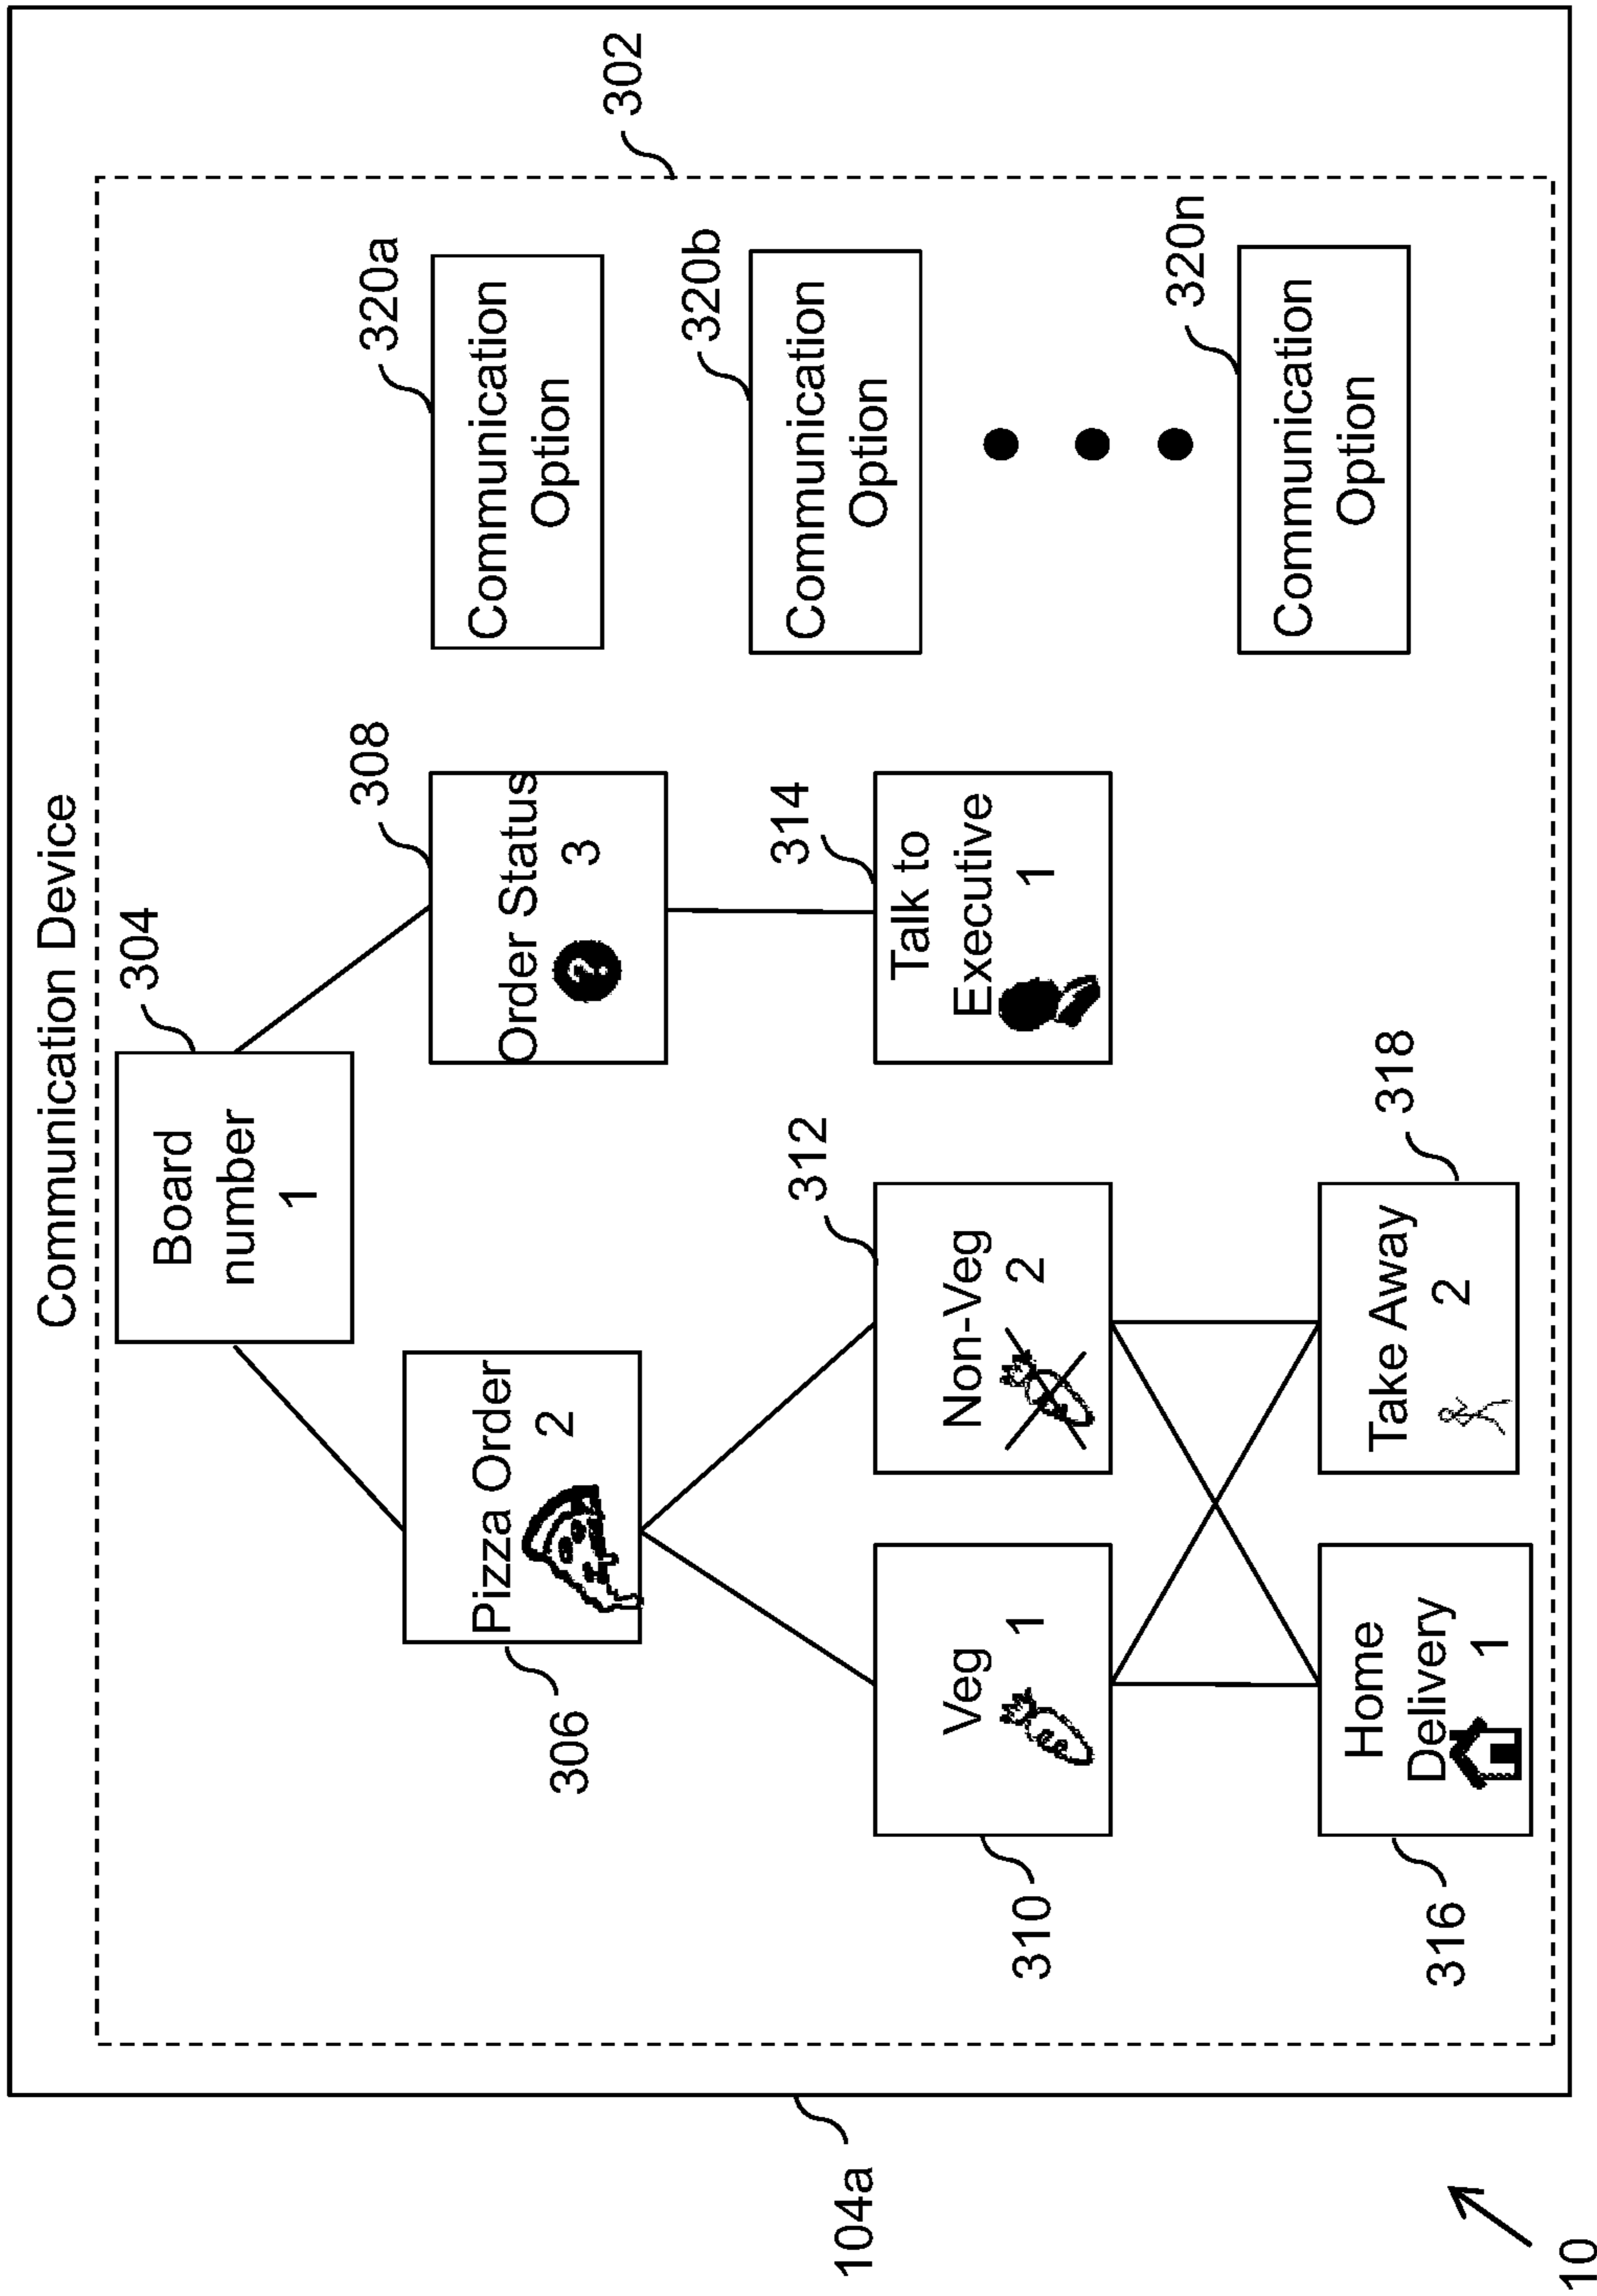 Communication Device
304
Board
number
1
302
320a
Communication
Option
308
Order Status
3
Pizza Order
2
306
320b
Communication
Option
312
314
Talk to
Executive
1
Non-Veg
2
Veg
1
310
320n
Communication
Option
318
Take Away
2
Home
Delivery
1
316
104a
10